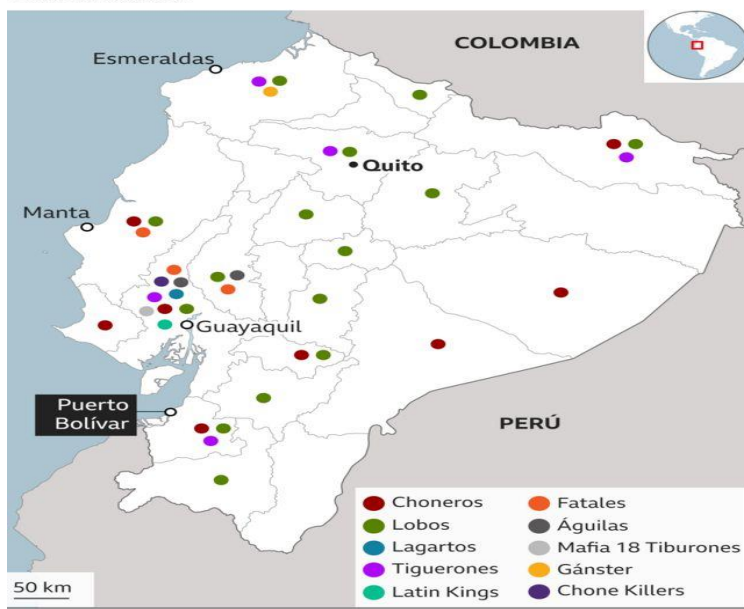 COLOMBIA
Esmeraldas
Quito
Manta
Guayaquil
Puerto
Bolívar
PERÚ
Choneros
Lobos
Lagartos
Tiguerones
Latin Kings
Fatales
Águilas
Mafia 18 Tiburones
Gánster
Chone Killers
50 km